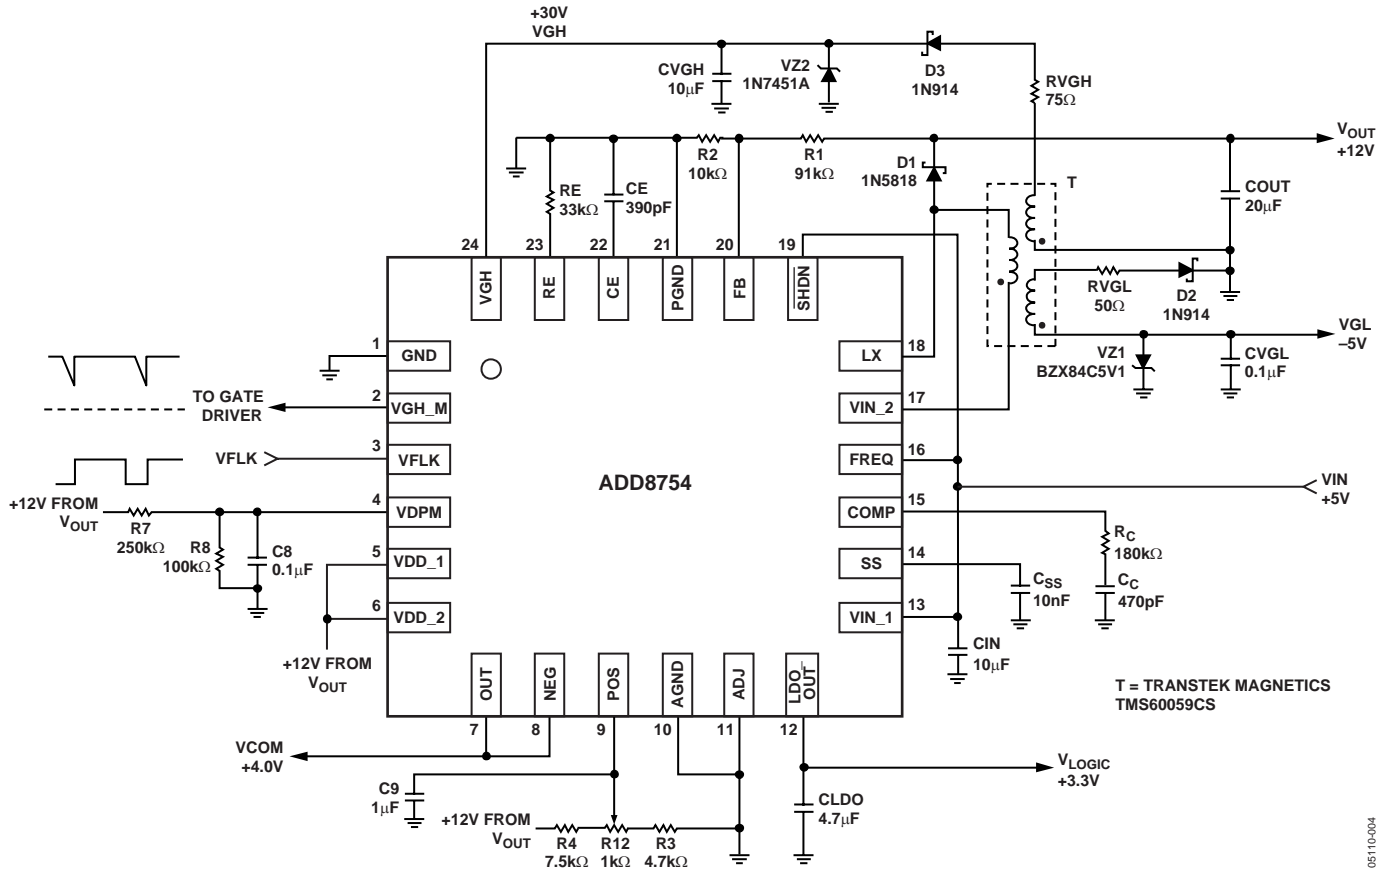 +30V
VGH
CVGH
10μF
VZ2
1N7451A
D3
1N914
RVGH
75Ω
VOUT
+12V
R2
10kΩ
R1
91kΩ
D1
1N5818
T
RE
33kΩ
CE
390pF
COUT
20μF
24
23
22
21
20
19
VGH
RE
CE
PGND
FB
SHDN
RVGL
50Ω
D2
1N914
1
GND
LX
18
VZ1
BZX84C5V1
CVGL
0.1μF
VGL
–5V
TO GATE
DRIVER
2
VGH_M
VIN_2
17
VFLK
3
VFLK
FREQ
16
ADD8754
VIN
+5V
+12V FROM
VOUT
R7
250kΩ
R8
100kΩ
C8
0.1μF
4
VDPM
COMP
15
RC
180kΩ
CC
470pF
5
VDD_1
SS
14
CSS
10nF
6
VDD_2
VIN_1
13
+12V FROM
VOUT
CIN
10μF
OUT
NEG
POS
AGND
ADJ
LDO_
OUT
7
8
9
10
11
12
T = TRANSTEK MAGNETICS
TMS60059CS
VCOM
+4.0V
VLOGIC
+3.3V
C9
1μF
CLDO
4.7μF
+12V FROM
VOUT
R4
7.5kΩ
R12
1kΩ
R3
4.7kΩ
05110-004